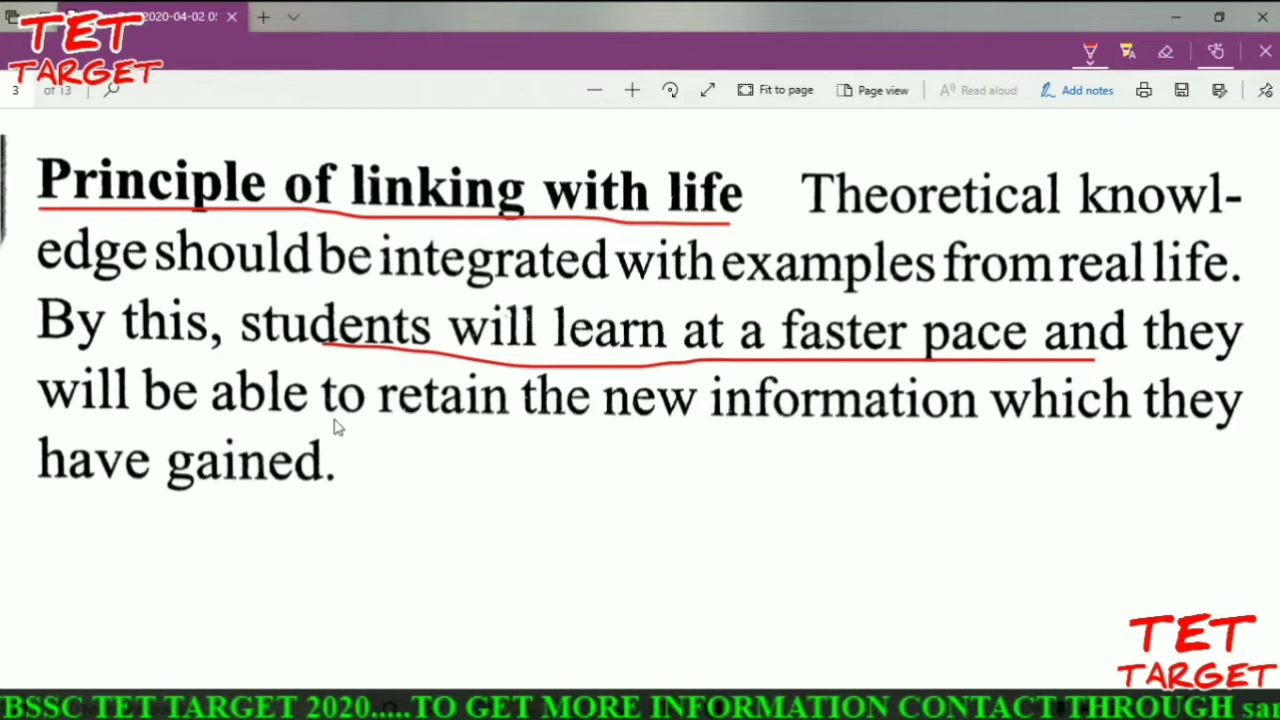 2020-04-02 0
TET
TARGET
3 of 13
Fit to page
Page view
Read aloud
Add notes
Principle of linking with life Theoretical knowl-
edge should be integrated with examples from real life.
By this, students will learn at a faster pace and they
will be able to retain the new information which they
have gained.
TET
TARGET
BSSC TET TARGET 2020.....TO GET MORE INFORMATION CONTACT THROUGH